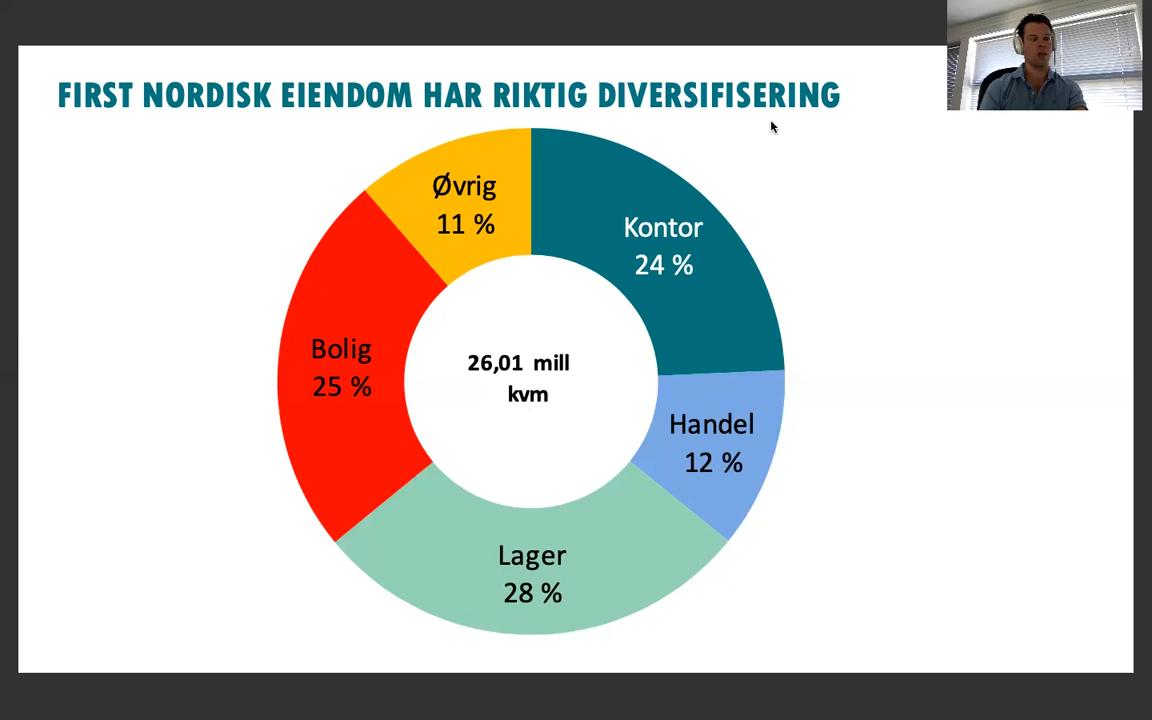 FIRST NORDISK EIENDOM HAR RIKTIG DIVERSIFISERING
Øvrig
11 %
Kontor
24 %
Bolig
25 %
26,01 mill
kvm
Handel
12 %
Lager
28 %